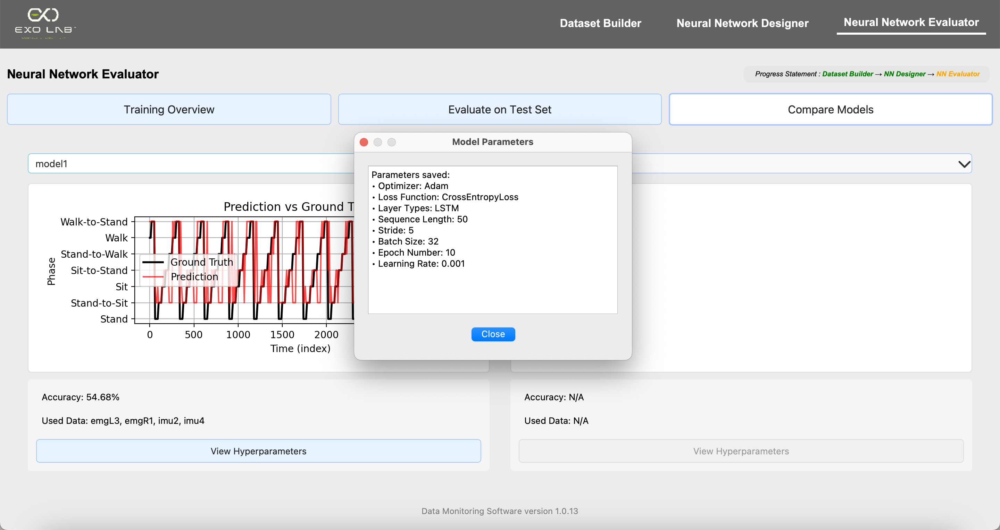 EXO LAB
Dataset Builder
Neural Network Designer
Neural Network Evaluator
Neural Network Evaluator
Progress Statement : Dataset Builder → NN Designer → NN Evaluator
Training Overview
Evaluate on Test Set
Compare Models
model1
Prediction vs Ground
Walk-to-Stand
Walk
Stand-to-Walk
Sit-to-Stand
Sit
Stand-to-Sit
Stand
Phase
Ground Truth
Prediction
0 500 1000 1500 2000
Time (index)
Model Parameters
Parameters saved:
• Optimizer: Adam
• Loss Function: CrossEntropyLoss
• Layer Types: LSTM
• Sequence Length: 50
• Stride: 5
• Batch Size: 32
• Epoch Number: 10
• Learning Rate: 0.001
Close
Accuracy: 54.68%
Used Data: emgL3, emgR1, imu2, imu4
View Hyperparameters
Accuracy: N/A
Used Data: N/A
View Hyperparameters
Data Monitoring Software version 1.0.13